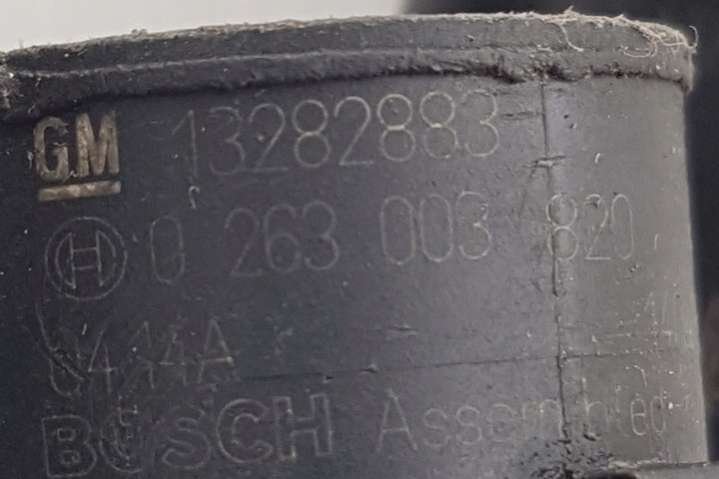 GM 13282883
H 0 263 003 820
BOSCH Assembled